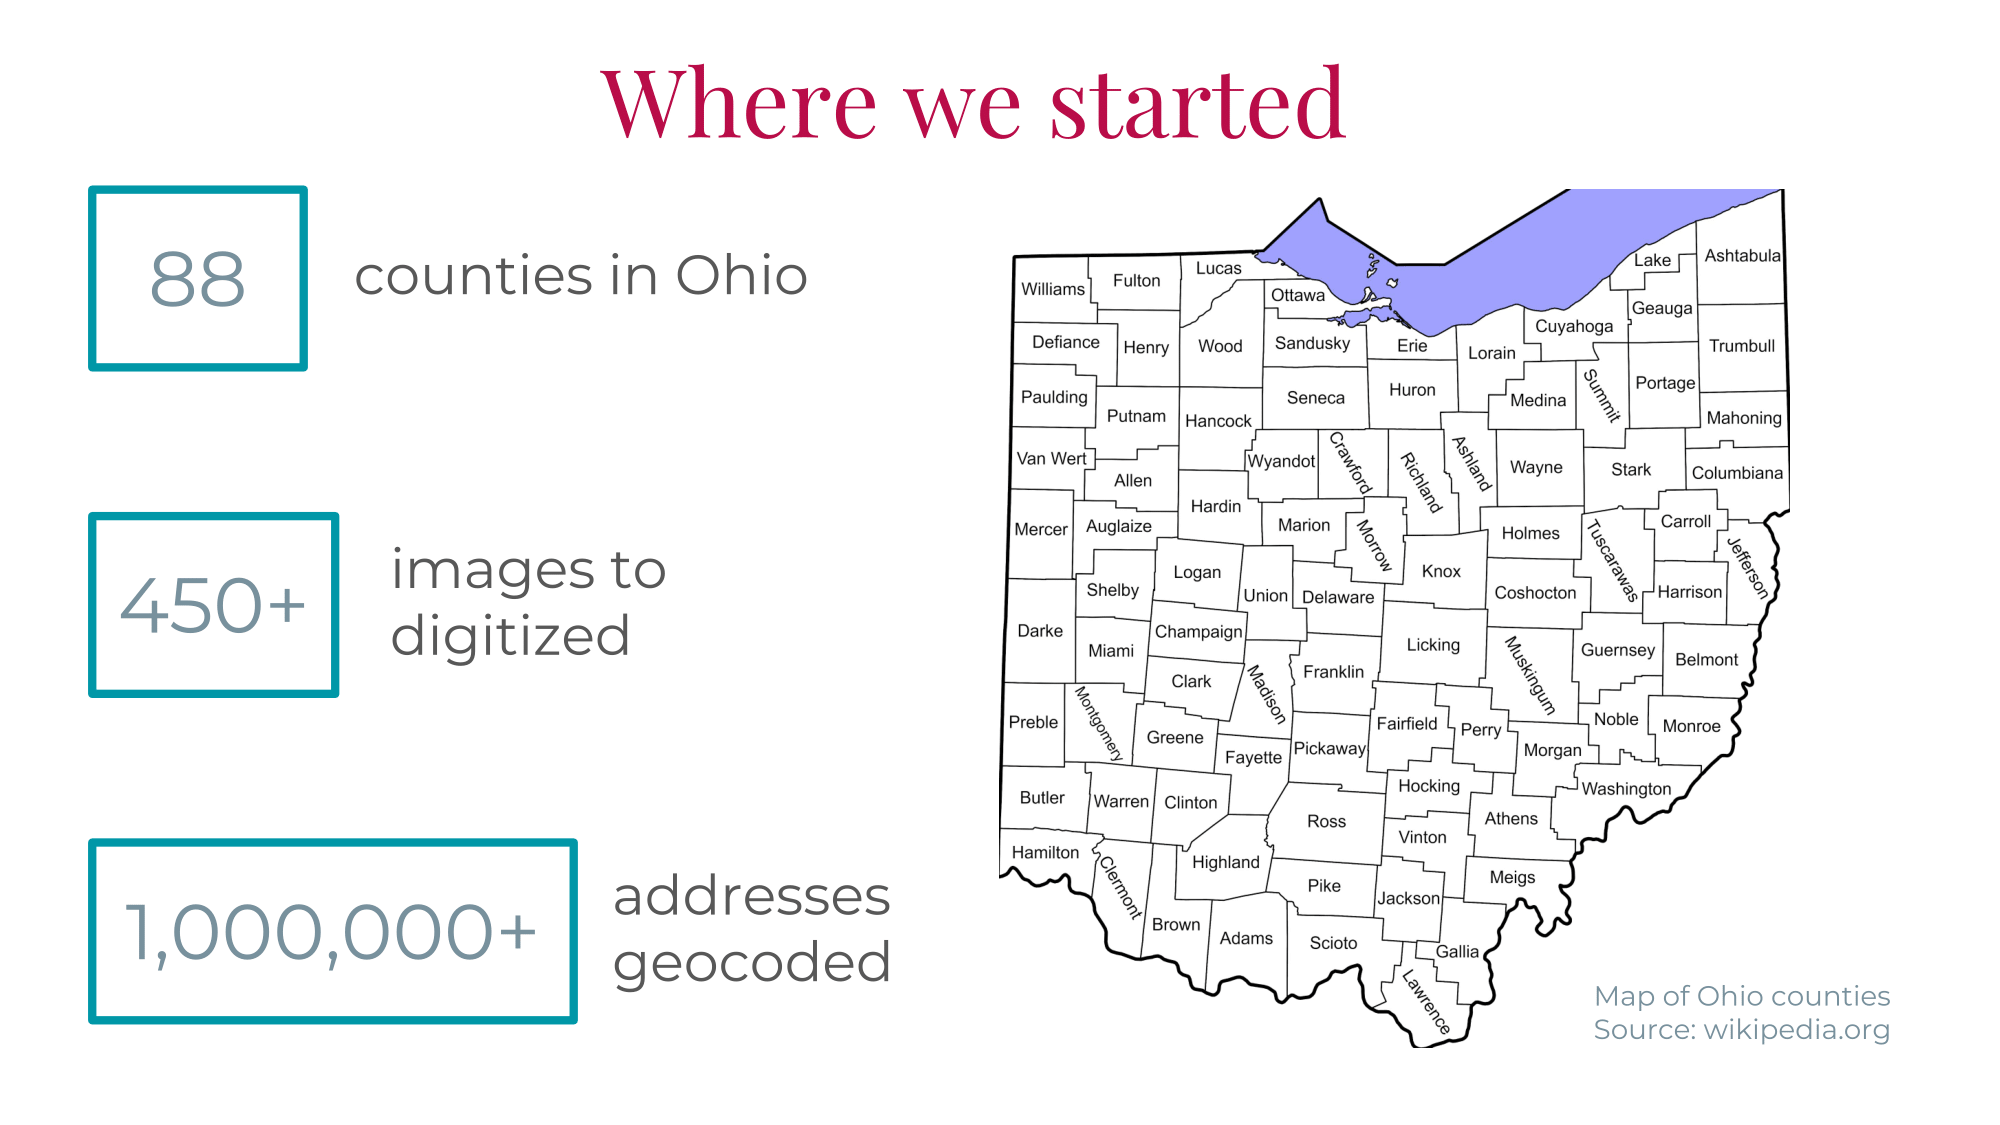 Where we started
88
counties in Ohio
450+
images to
digitized
1,000,000+
addresses
geocoded
Williams
Fulton
Lucas
Ottawa
Lake
Ashtabula
Geauga
Cuyahoga
Defiance
Henry
Wood
Sandusky
Erie
Lorain
Trumbull
Paulding
Putnam
Hancock
Seneca
Huron
Medina
Summit
Portage
Mahoning
Van Wert
Allen
Wyandot
Crawford
Richland
Ashland
Wayne
Stark
Columbiana
Mercer
Auglaize
Hardin
Marion
Morrow
Holmes
Tuscarawas
Carroll
Jefferson
Shelby
Logan
Union
Delaware
Knox
Coshocton
Harrison
Darke
Miami
Champaign
Licking
Muskingum
Guernsey
Belmont
Clark
Madison
Franklin
Preble
Montgomery
Greene
Fayette
Pickaway
Fairfield
Perry
Morgan
Noble
Monroe
Butler
Warren
Clinton
Ross
Hocking
Athens
Washington
Vinton
Hamilton
Clermont
Highland
Pike
Jackson
Meigs
Brown
Adams
Scioto
Gallia
Lawrence
Map of Ohio counties
Source: wikipedia.org